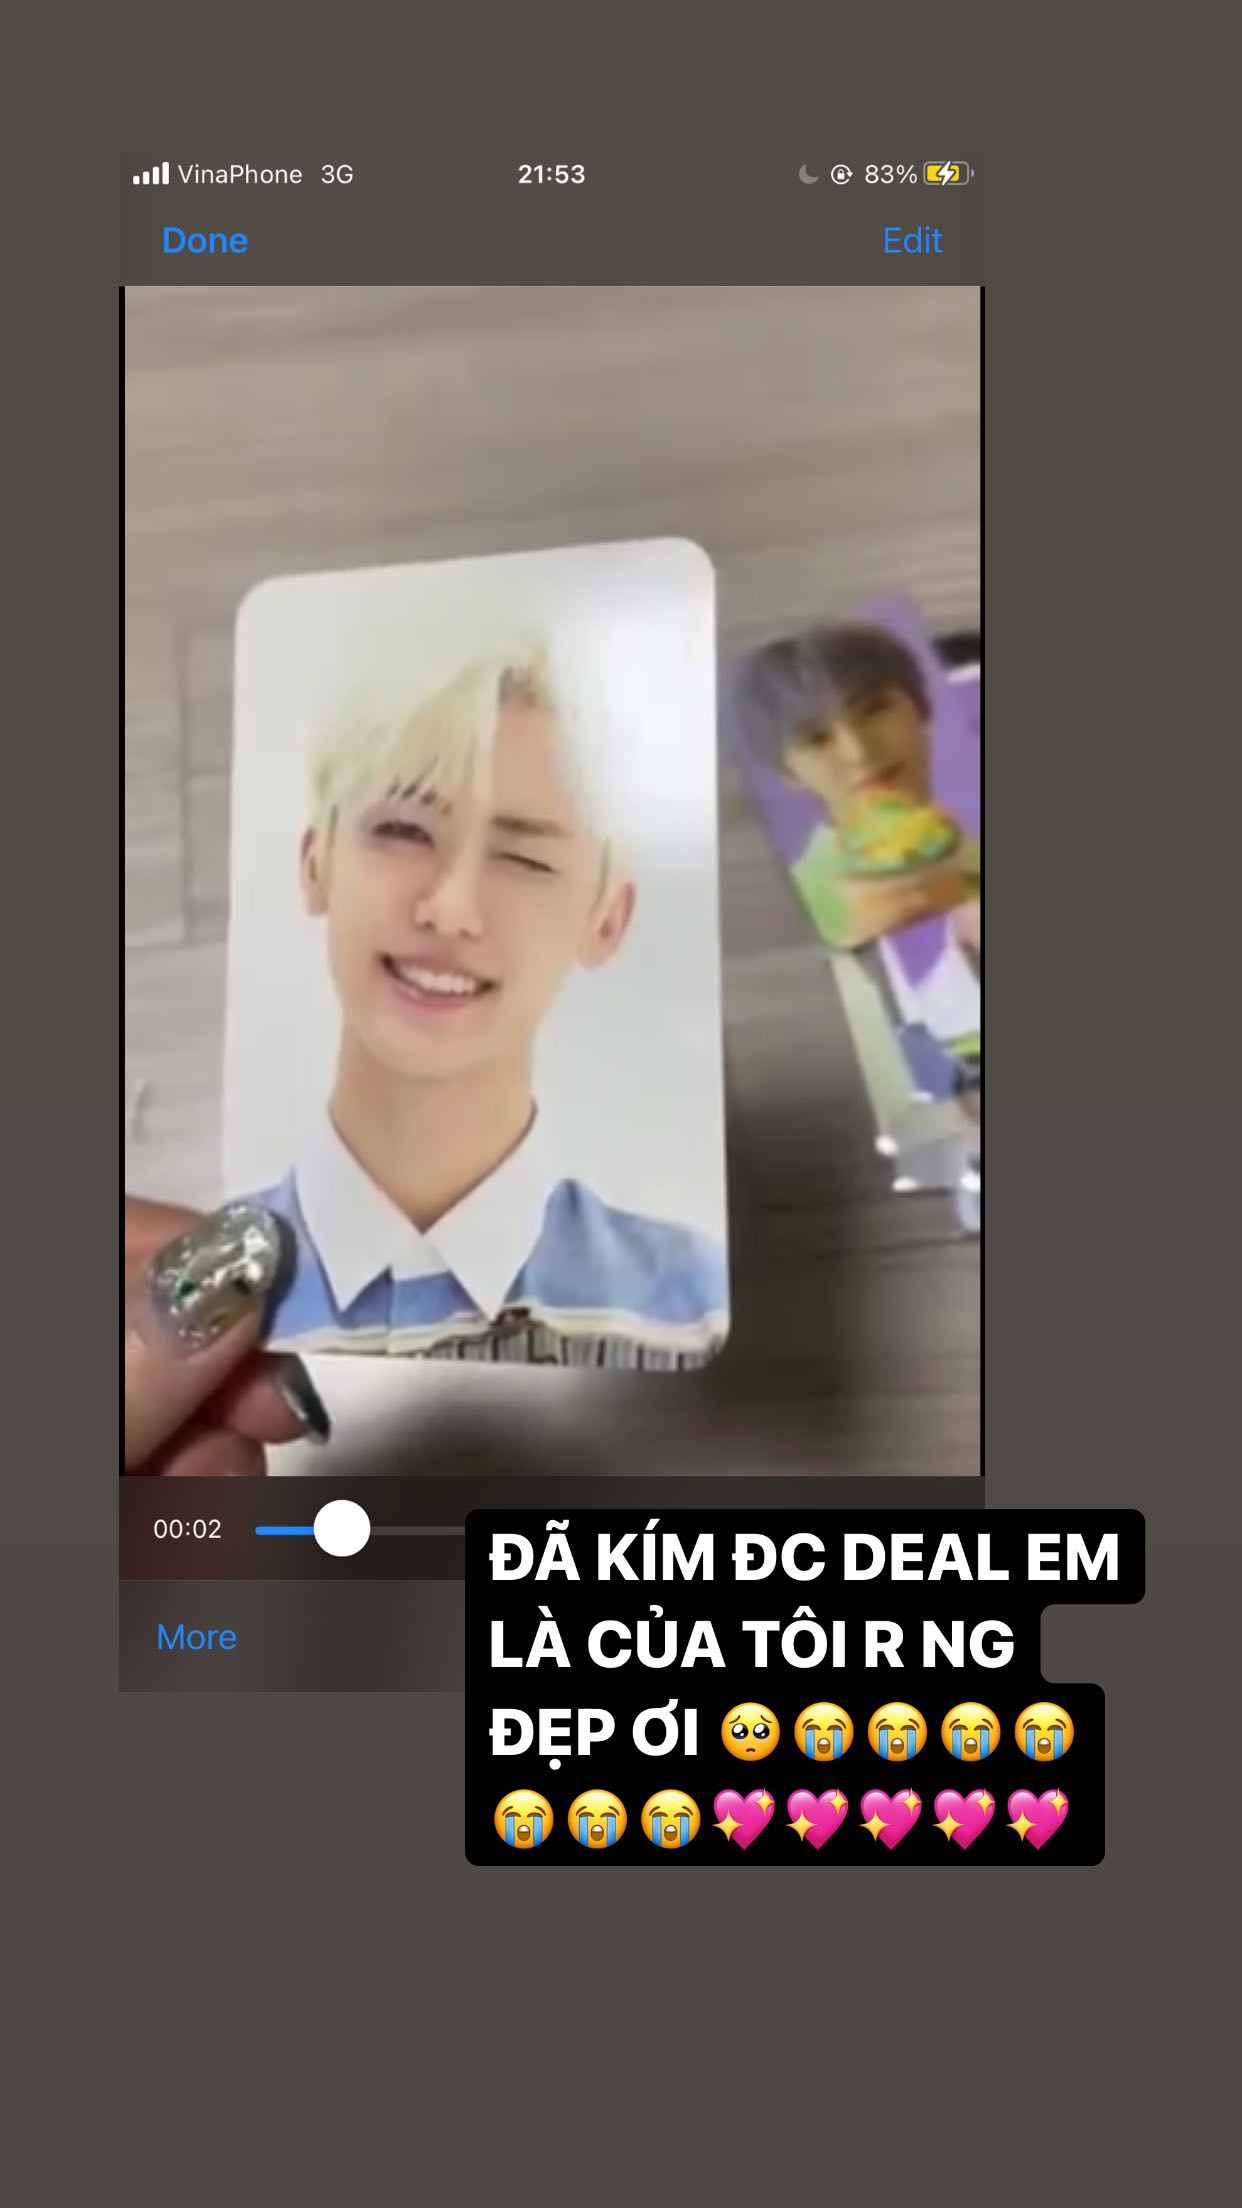 VinaPhone 3G 21:53 83%
Done Edit
00:02
ĐÃ KÍM ĐC DEAL EM
LÀ CỦA TÔI R NG
ĐẸP ƠI 🥺😭😭😭😭
😭😭😭💖💖💖💖💖
More